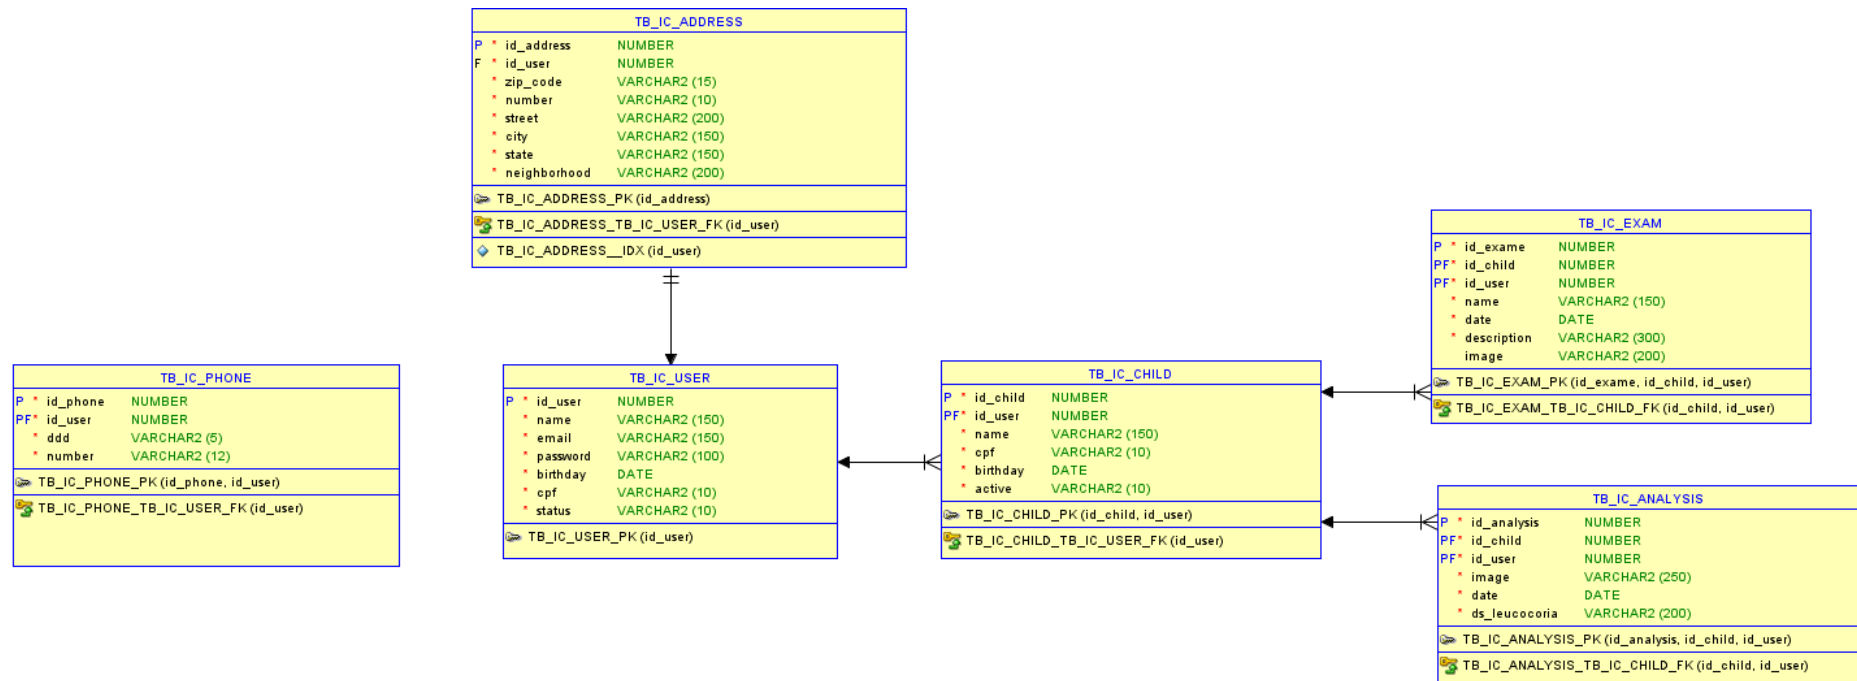 TB_IC_ADDRESS
P * id_address NUMBER
F * id_user NUMBER
* zip_code VARCHAR2 (15)
* number VARCHAR2 (10)
* street VARCHAR2 (200)
* city VARCHAR2 (150)
* state VARCHAR2 (150)
* neighborhood VARCHAR2 (200)
TB_IC_ADDRESS_PK (id_address)
TB_IC_ADDRESS_TB_IC_USER_FK (id_user)
TB_IC_ADDRESS__IDX (id_user)
TB_IC_PHONE
P * id_phone NUMBER
PF* id_user NUMBER
* ddd VARCHAR2 (5)
* number VARCHAR2 (12)
TB_IC_PHONE_PK (id_phone, id_user)
TB_IC_PHONE_TB_IC_USER_FK (id_user)
TB_IC_USER
P * id_user NUMBER
* name VARCHAR2 (150)
* email VARCHAR2 (150)
* password VARCHAR2 (100)
* birthday DATE
* cpf VARCHAR2 (10)
* status VARCHAR2 (10)
TB_IC_USER_PK (id_user)
TB_IC_CHILD
P * id_child NUMBER
PF* id_user NUMBER
* name VARCHAR2 (150)
* cpf VARCHAR2 (10)
* birthday DATE
* active VARCHAR2 (10)
TB_IC_CHILD_PK (id_child, id_user)
TB_IC_CHILD_TB_IC_USER_FK (id_user)
TB_IC_EXAM
P * id_exame NUMBER
PF* id_child NUMBER
PF* id_user NUMBER
* name VARCHAR2 (150)
* date DATE
* description VARCHAR2 (300)
image VARCHAR2 (200)
TB_IC_EXAM_PK (id_exame, id_child, id_user)
TB_IC_EXAM_TB_IC_CHILD_FK (id_child, id_user)
TB_IC_ANALYSIS
P * id_analysis NUMBER
PF* id_child NUMBER
PF* id_user NUMBER
* image VARCHAR2 (250)
* date DATE
* ds_leucocoria VARCHAR2 (200)
TB_IC_ANALYSIS_PK (id_analysis, id_child, id_user)
TB_IC_ANALYSIS_TB_IC_CHILD_FK (id_child, id_user)